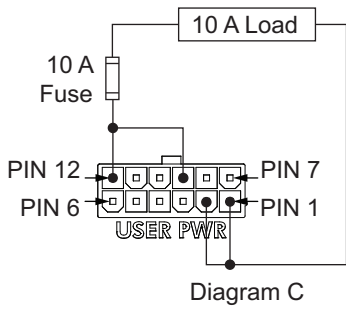 10 A Load
10 A
Fuse
PIN 12
PIN 7
PIN 6
PIN 1
USER PWR
Diagram C